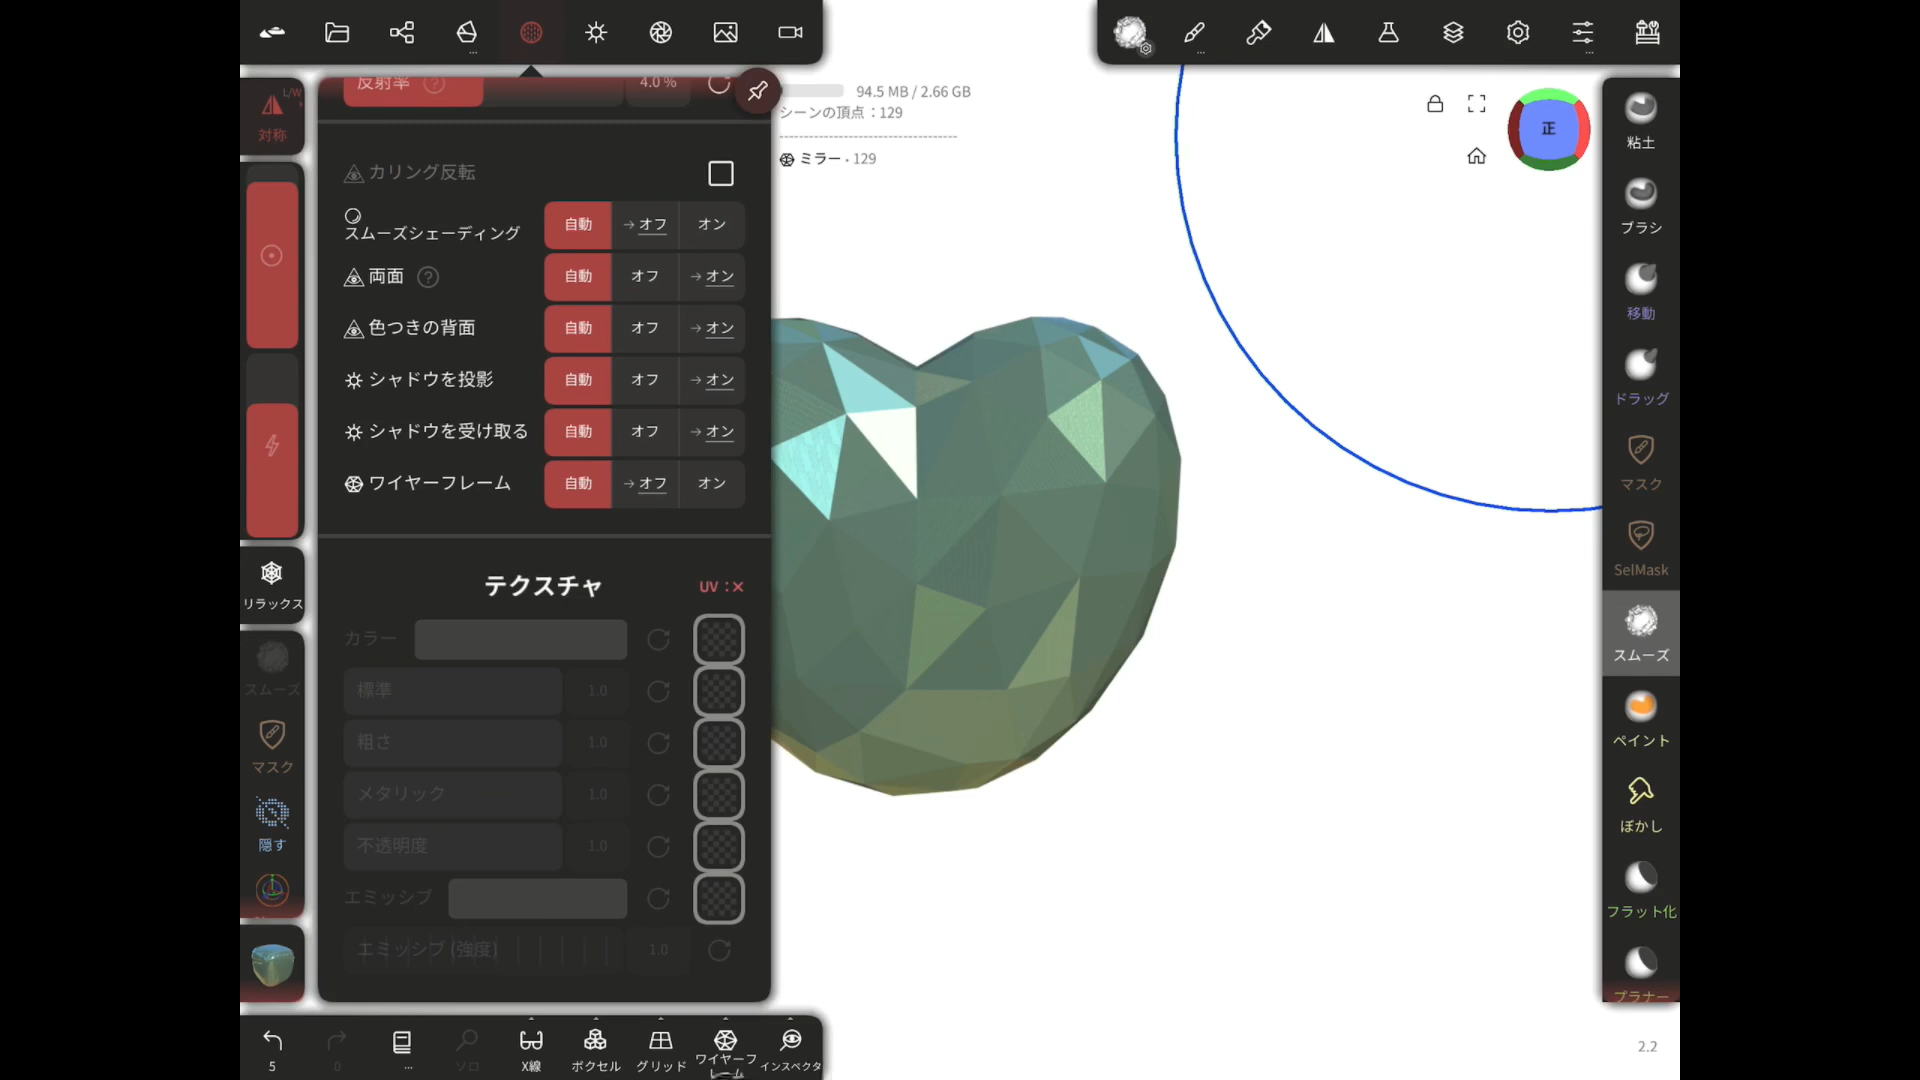 反射率 ? 4.0 %
94.5 MB / 2.66 GB
シーンの頂点：129
ミラー • 129
L/W
対称
カリング反転
スムーズシェーディング 自動 →オフ オン
両面 ? 自動 オフ →オン
色つきの背面 自動 オフ →オン
シャドウを投影 自動 オフ →オン
シャドウを受け取る 自動 オフ →オン
ワイヤーフレーム 自動 →オフ オン
テクスチャ UV：×
カラー
標準 1.0
粗さ 1.0
メタリック 1.0
不透明度 1.0
エミッシブ
エミッシブ (強度) 1.0
リラックス
スムーズ
マスク
隠す
正
粘土
ブラシ
移動
ドラッグ
マスク
SelMask
スムーズ
ペイント
ぼかし
フラット化
プラナー
5
0
...
ソロ
X線
ボクセル
グリッド
ワイヤーフレーム
インスペクタ
2.2